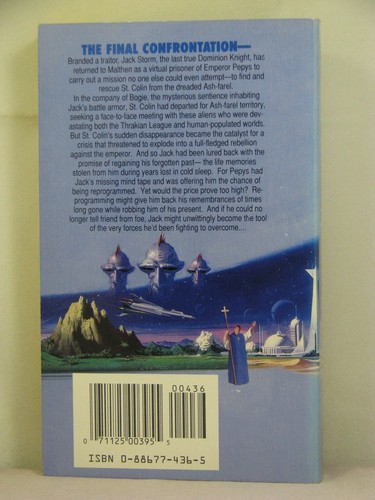 THE FINAL CONFRONTATION—
Branded a traitor, Jack Storm, the last true Dominion Knight, has
returned to Malthen as a virtual prisoner of Emperor Pepys to
carry out a mission no one else could even attempt—to find and
rescue St. Colin from the dreaded Ash-farel.
In the company of Bogie, the mysterious sentience inhabiting
Jack's battle armor, St. Colin had departed for Ash-farel territory,
seeking a face-to-face meeting with these aliens who were dev-
astating both the Thrakian League and human-populated worlds.
But St. Colin's sudden disappearance became the catalyst for a
crisis that threatened to explode into a full-fledged rebellion
against the emperor. And so Jack had been lured back with the
promise of regaining his forgotten past— the life memories
stolen from him during years lost in cold sleep. For Pepys had
Jack's missing mind tape and was offering him the chance of
being reprogrammed. Yet would the price prove too high? Re-
programming might give him back his remembrances of times
long gone while robbing him of his present. And if he could no
longer tell friend from foe, Jack might unwittingly become the tool
of the very forces he'd been fighting to overcome....
00436
0 71125 00395 5
ISBN 0-88677-436-5